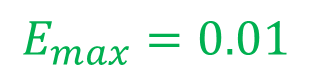 E_max = 0.01